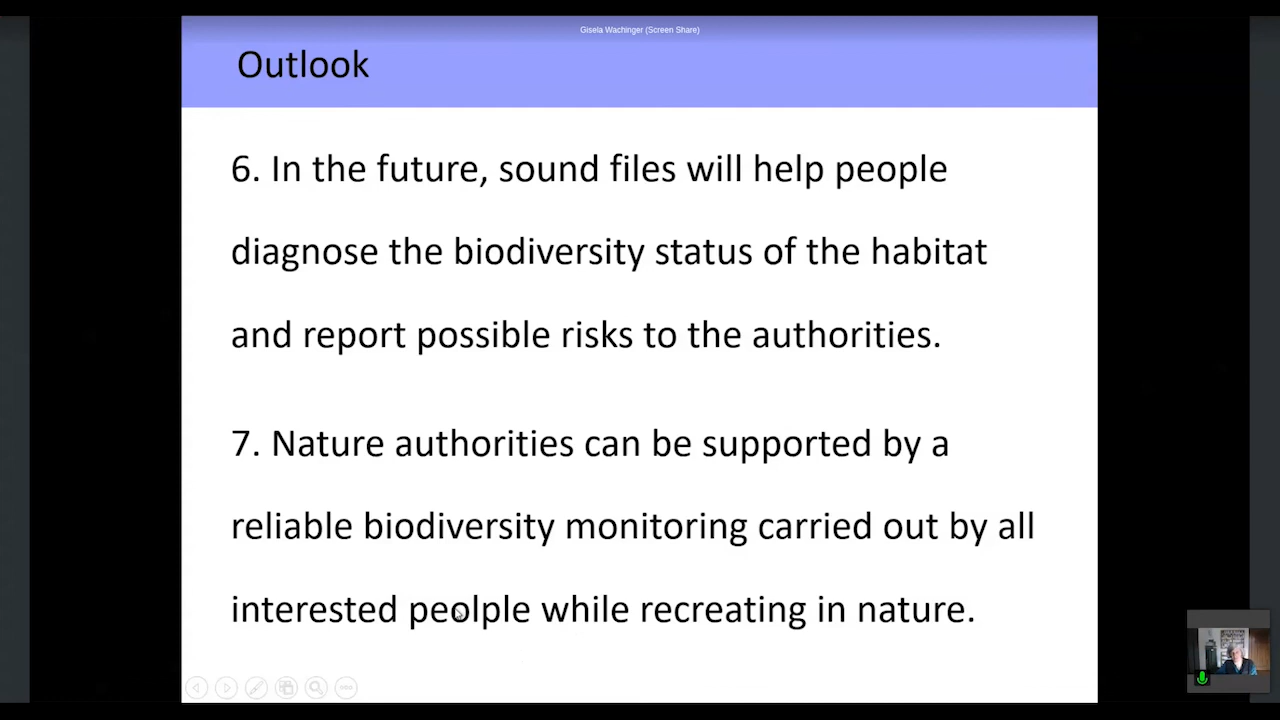 Gisela Wachinger (Screen Share)
Outlook
6. In the future, sound files will help people
diagnose the biodiversity status of the habitat
and report possible risks to the authorities.
7. Nature authorities can be supported by a
reliable biodiversity monitoring carried out by all
interested peolple while recreating in nature.